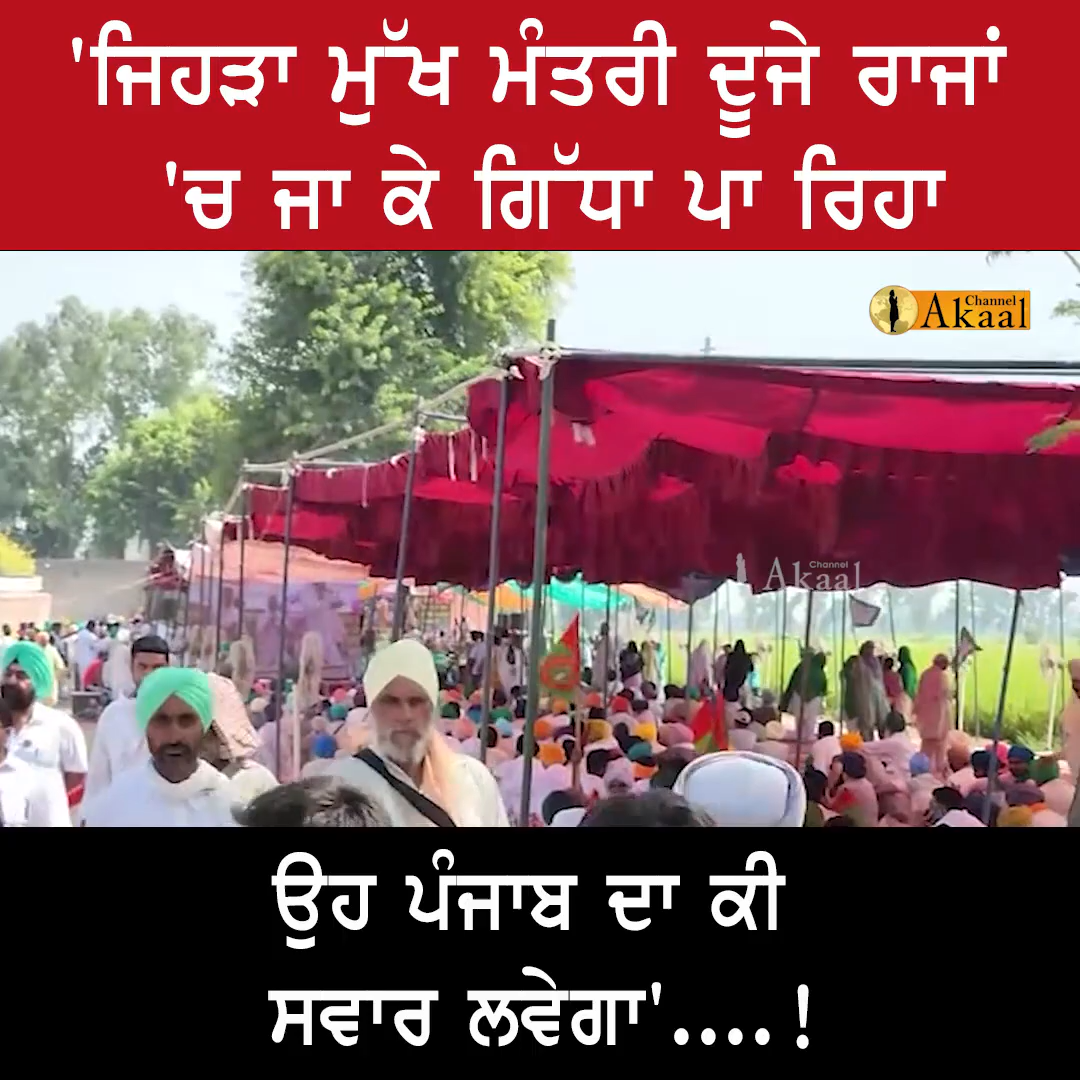 'ਜਿਹੜਾ ਮੁੱਖ ਮੰਤਰੀ ਦੂਜੇ ਰਾਜਾਂ
'ਚ ਜਾ ਕੇ ਗਿੱਧਾ ਪਾ ਰਿਹਾ
Channel
Akaal
Channel
Akaal
ਉਹ ਪੰਜਾਬ ਦਾ ਕੀ
ਸਵਾਰ ਲਵੇਗਾ'....!